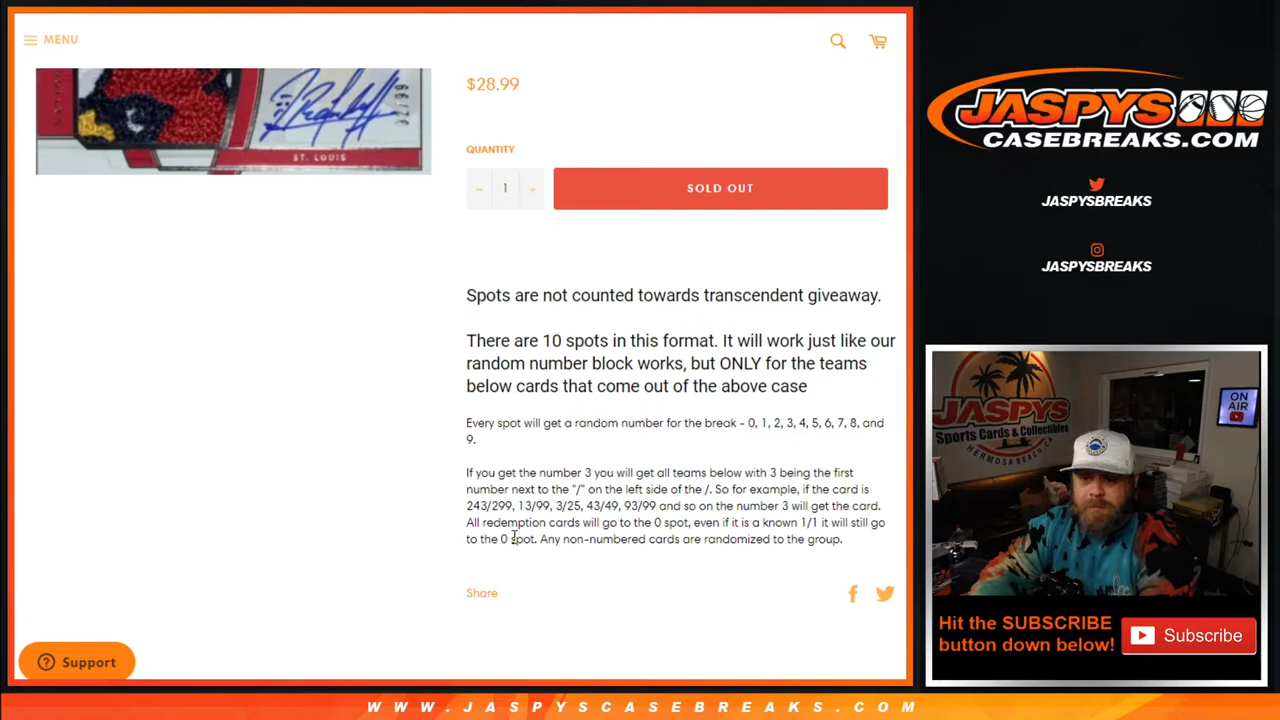 MENU
$28.99
32/99
ST. LOUIS
QUANTITY
− 1 +
SOLD OUT
Spots are not counted towards transcendent giveaway.
There are 10 spots in this format. It will work just like our
random number block works, but ONLY for the teams
below cards that come out of the above case
Every spot will get a random number for the break - 0, 1, 2, 3, 4, 5, 6, 7, 8, and
9.
If you get the number 3 you will get all teams below with 3 being the first
number next to the "/" on the left side of the /. So for example, if the card is
243/299, 13/99, 3/25, 43/49, 93/99 and so on the number 3 will get the card.
All redemption cards will go to the 0 spot, even if it is a known 1/1 it will still go
to the 0 spot. Any non-numbered cards are randomized to the group.
Share
Support
JASPYS
CASEBREAKS.COM
JASPYSBREAKS
JASPYSBREAKS
JASPYS
Sports Cards & Collectibles
HERMOSA BEACH, CA
ON
AIR
Hit the SUBSCRIBE
button down below!
Subscribe
WWW.JASPYSCASEBREAKS.COM